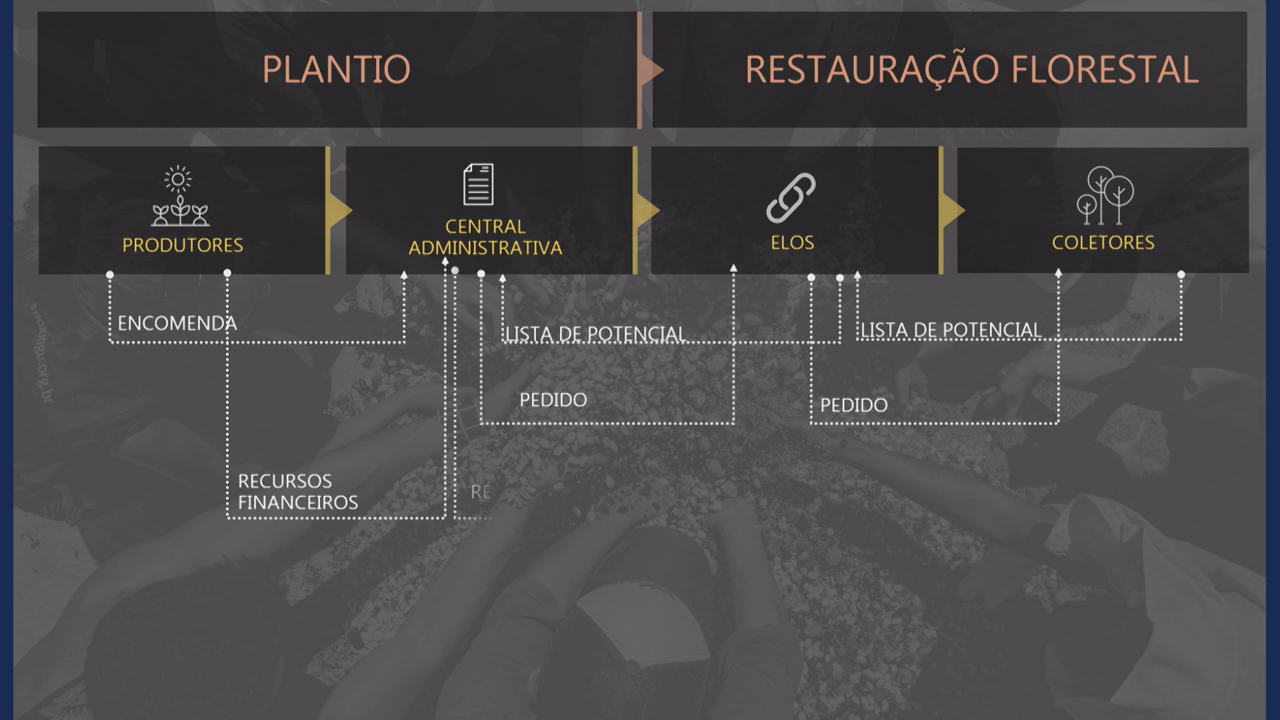 PLANTIO
RESTAURAÇÃO FLORESTAL
PRODUTORES
CENTRAL
ADMINISTRATIVA
ELOS
COLETORES
ENCOMENDA
LISTA DE POTENCIAL
LISTA DE POTENCIAL
PEDIDO
PEDIDO
RECURSOS
FINANCEIROS
RE